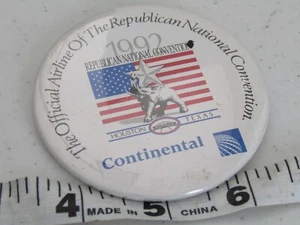 The Official Airline Of The Republican National Convention.
1992
REPUBLICAN NATIONAL CONVENTION
HOUSTON TEXAS
Continental
4 MADE IN 5 CHINA 6